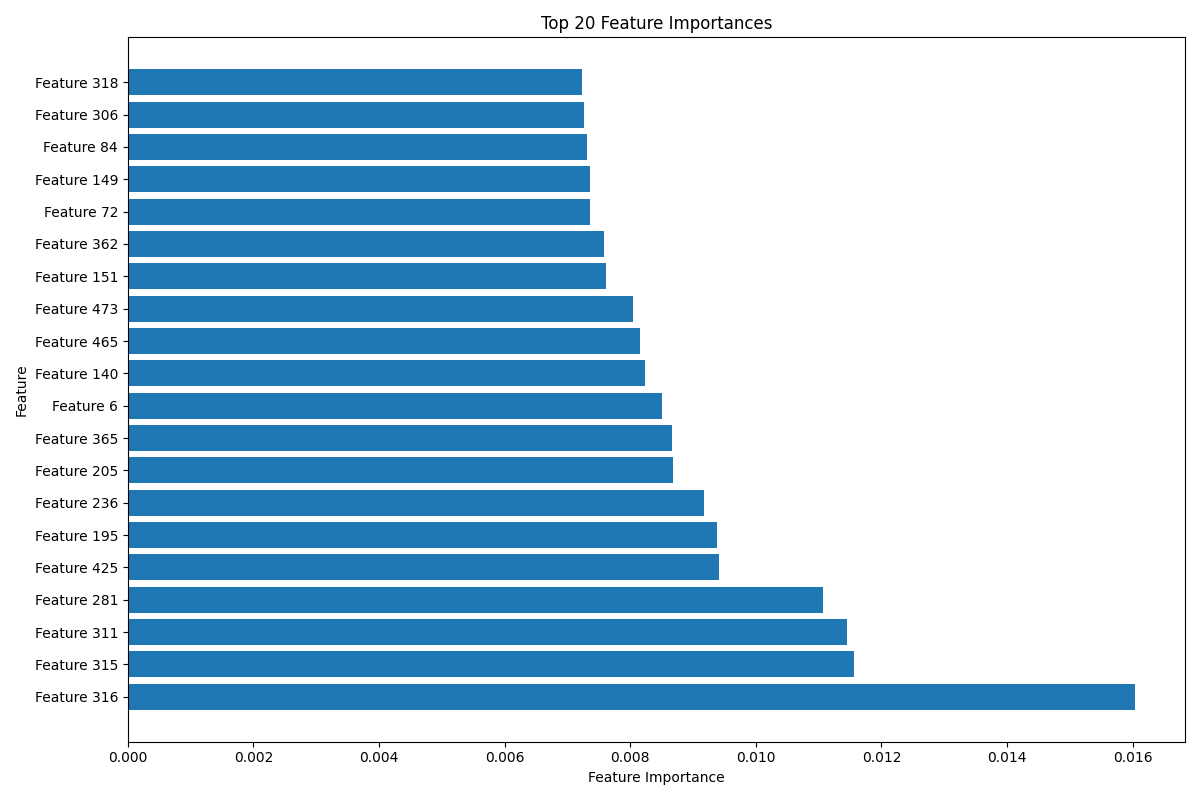 Top 20 Feature Importances
Feature 318
Feature 306
Feature 84
Feature 149
Feature 72
Feature 362
Feature 151
Feature 473
Feature 465
Feature 140
Feature 6
Feature 365
Feature 205
Feature 236
Feature 195
Feature 425
Feature 281
Feature 311
Feature 315
Feature 316
Feature
0.000 0.002 0.004 0.006 0.008 0.010 0.012 0.014 0.016
Feature Importance